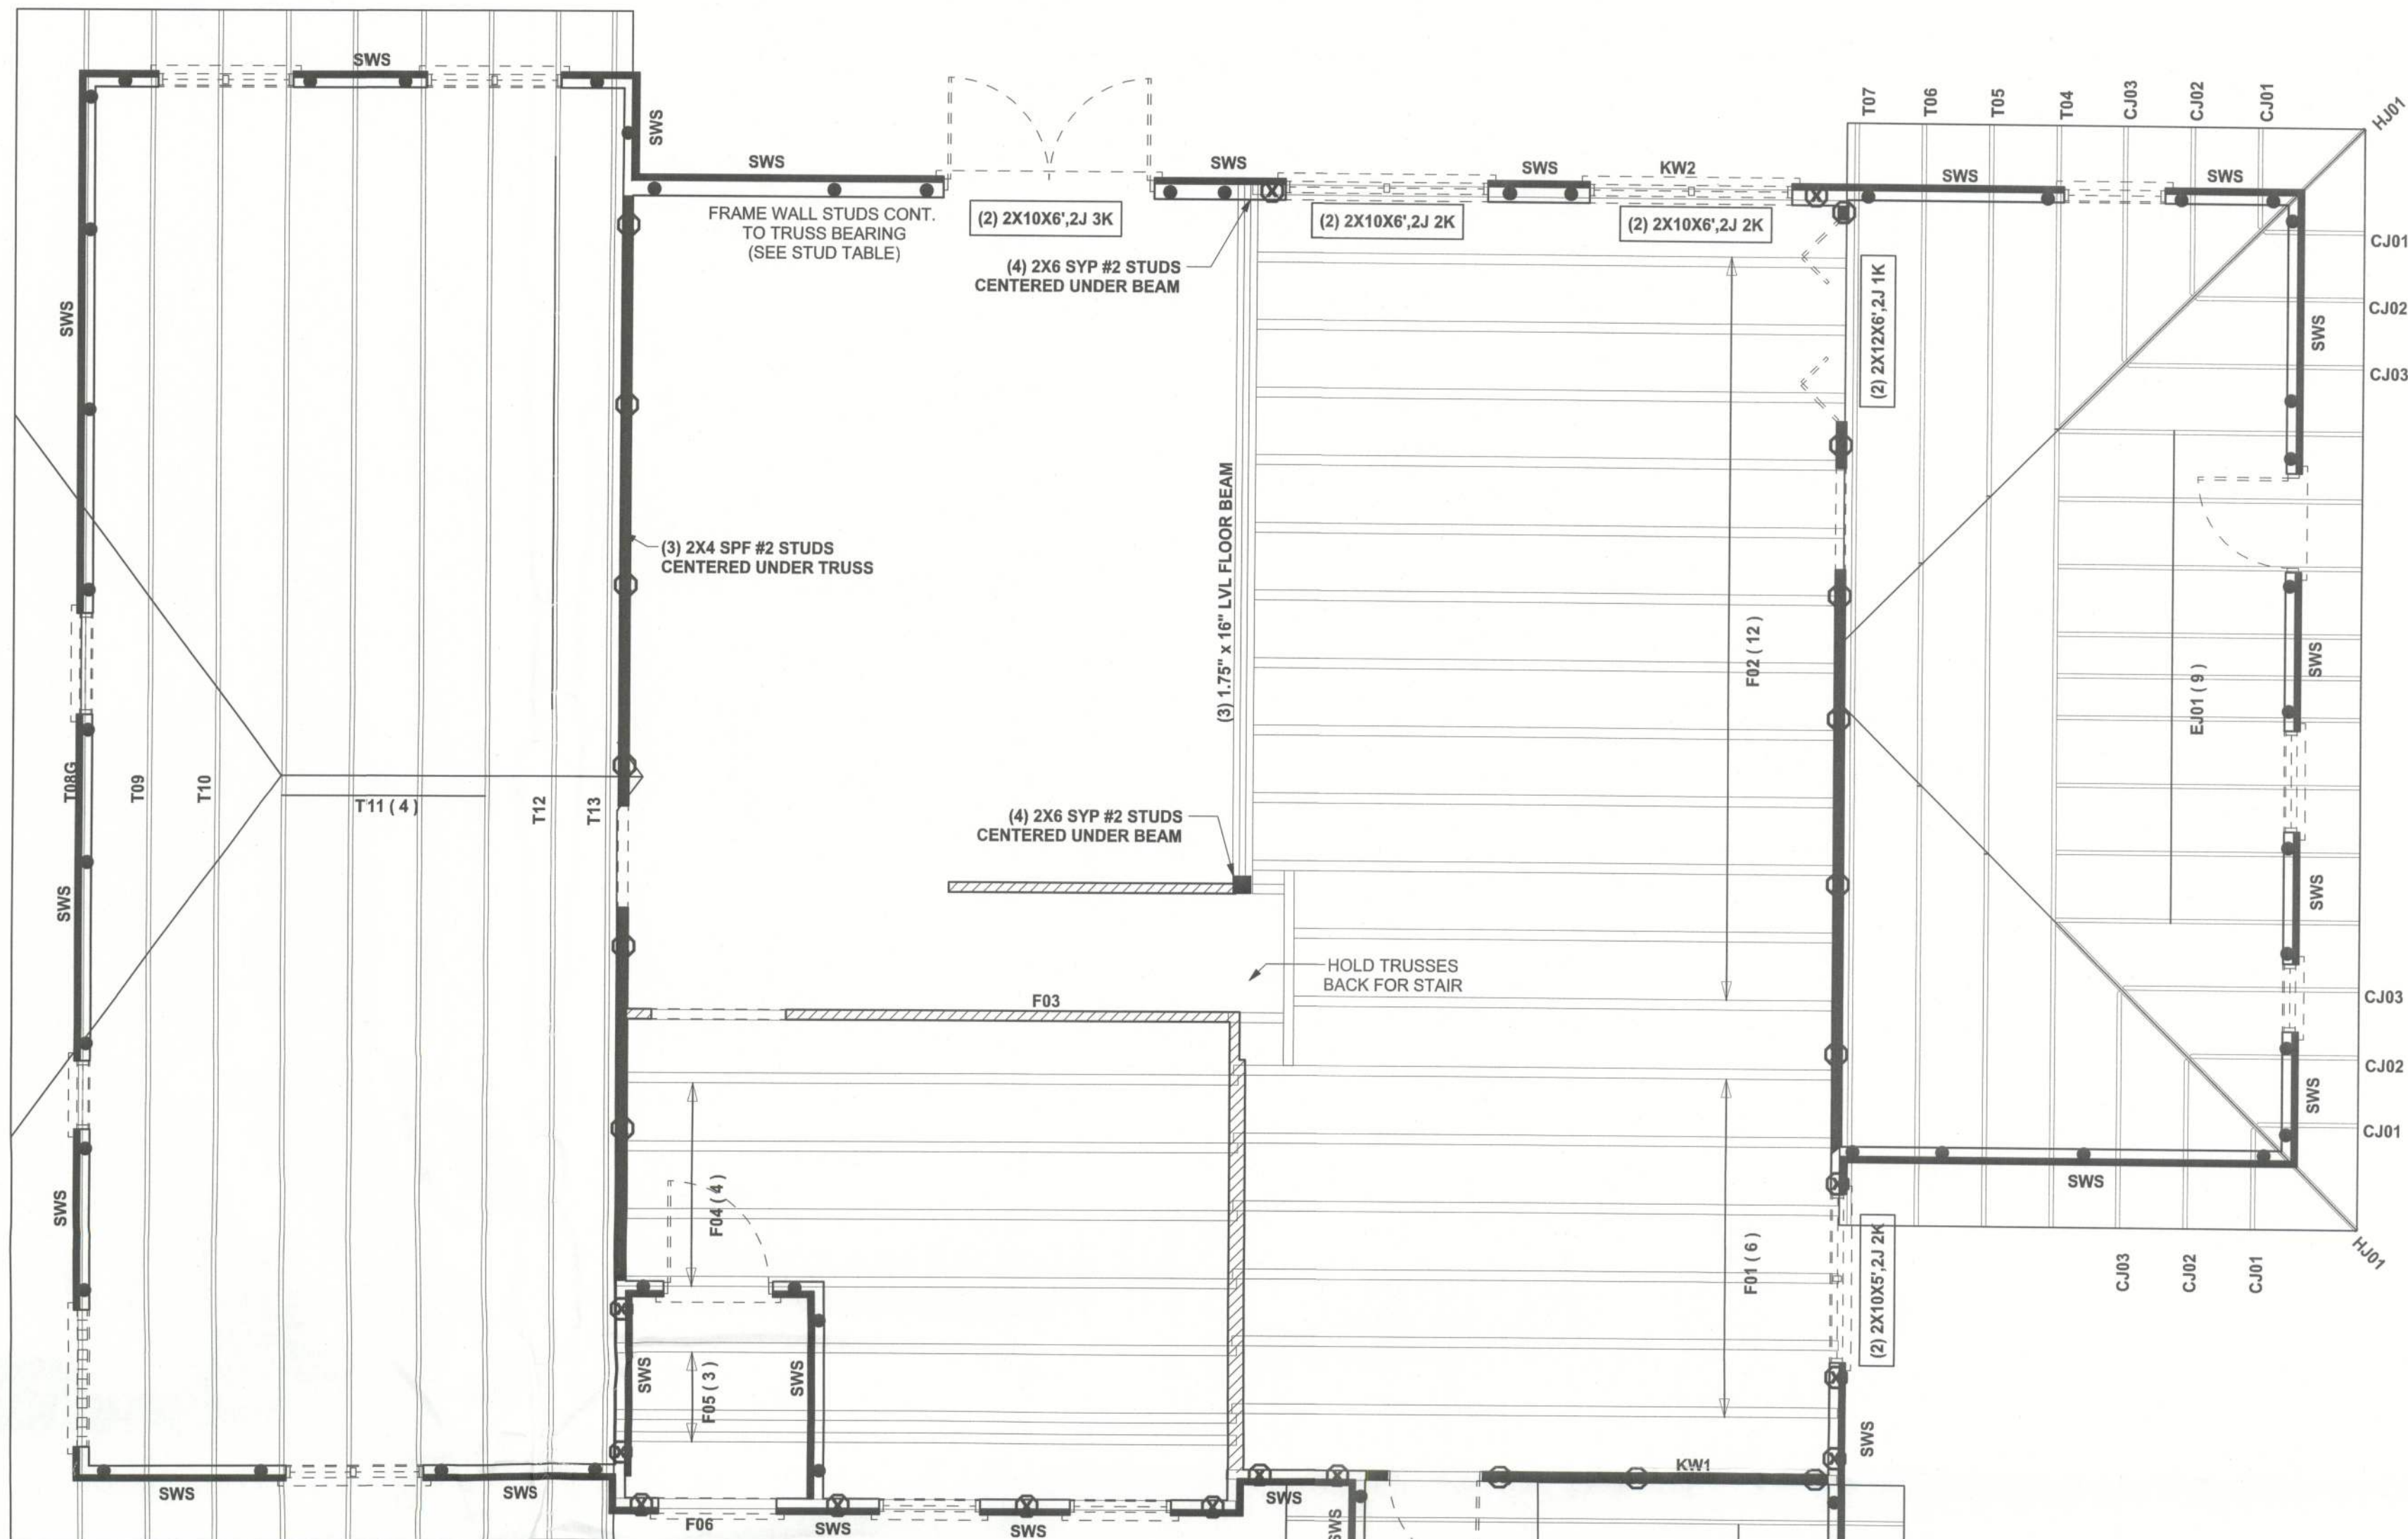 SWS
SWS
SWS
SWS
SWS
KW2
SWS
SWS
T07
T06
T05
T04
CJ03
CJ02
CJ01
HJ01
FRAME WALL STUDS CONT.
TO TRUSS BEARING
(SEE STUD TABLE)
(2) 2X10X6',2J 3K
(2) 2X10X6',2J 2K
(2) 2X10X6',2J 2K
(4) 2X6 SYP #2 STUDS
CENTERED UNDER BEAM
(2) 2X12X6',2J 1K
CJ01
CJ02
CJ03
SWS
SWS
(3) 2X4 SPF #2 STUDS
CENTERED UNDER TRUSS
(3) 1.75" x 16" LVL FLOOR BEAM
F02 ( 12 )
EJ01 ( 9 )
SWS
T08G
T09
T10
T11 ( 4 )
T12
T13
(4) 2X6 SYP #2 STUDS
CENTERED UNDER BEAM
SWS
SWS
HOLD TRUSSES
BACK FOR STAIR
F03
CJ03
CJ02
CJ01
SWS
SWS
SWS
F04 ( 4 )
F01 ( 6 )
(2) 2X10X5',2J 2K
CJ03
CJ02
CJ01
HJ01
SWS
F05 ( 3 )
SWS
SWS
KW1
SWS
SWS
SWS
SWS
F06
SWS
SWS